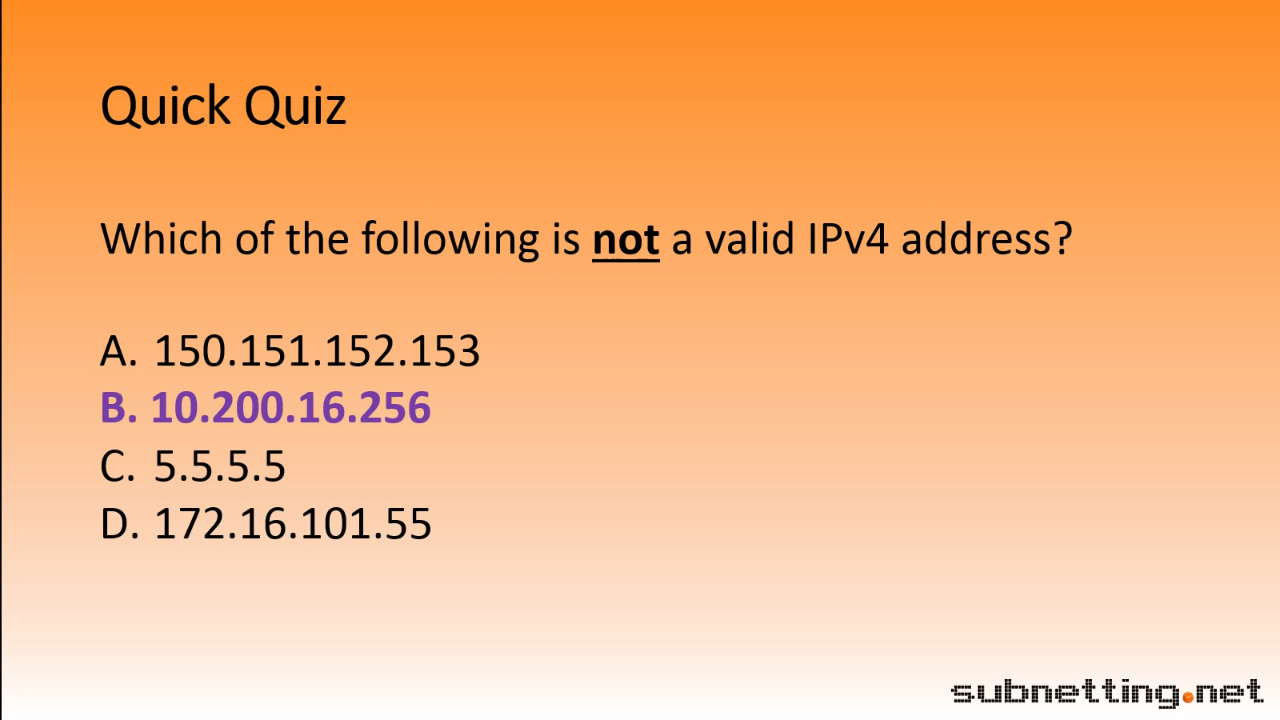 Quick Quiz
Which of the following is not a valid IPv4 address?
A. 150.151.152.153
B. 10.200.16.256
C. 5.5.5.5
D. 172.16.101.55
subnetting.net